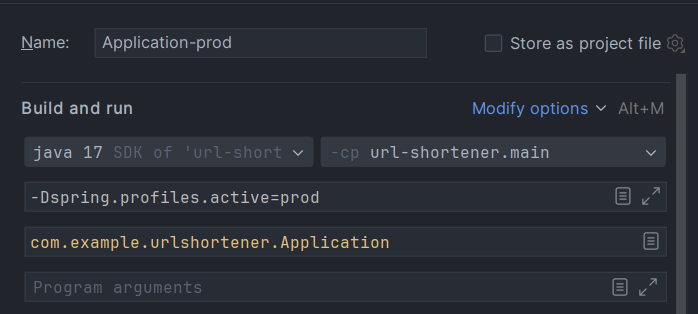 Name: Application-prod Store as project file
Build and run Modify options Alt+M
java 17 SDK of 'url-short -cp url-shortener.main
-Dspring.profiles.active=prod
com.example.urlshortener.Application
Program arguments